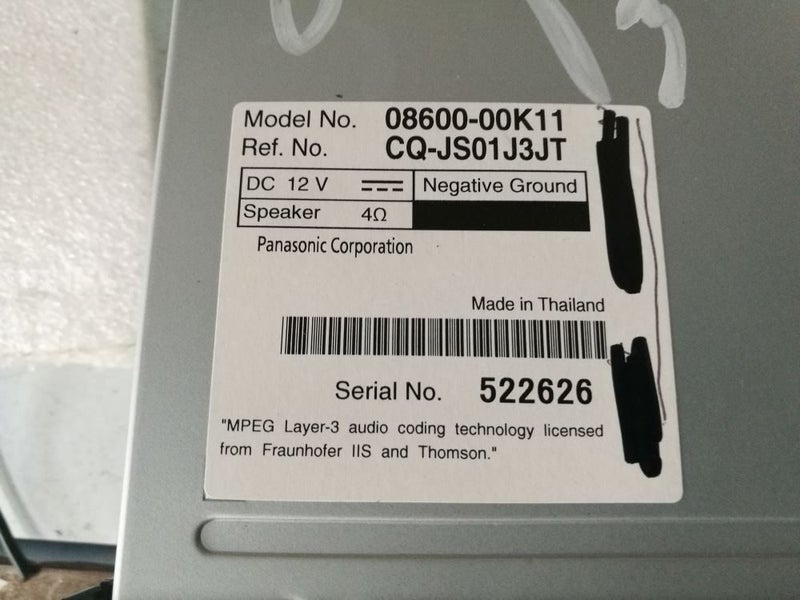 Model No. 08600-00K11
Ref. No. CQ-JS01J3JT
DC 12 V Negative Ground
Speaker 4Ω
Panasonic Corporation
Made in Thailand
Serial No. 522626
"MPEG Layer-3 audio coding technology licensed
from Fraunhofer IIS and Thomson."